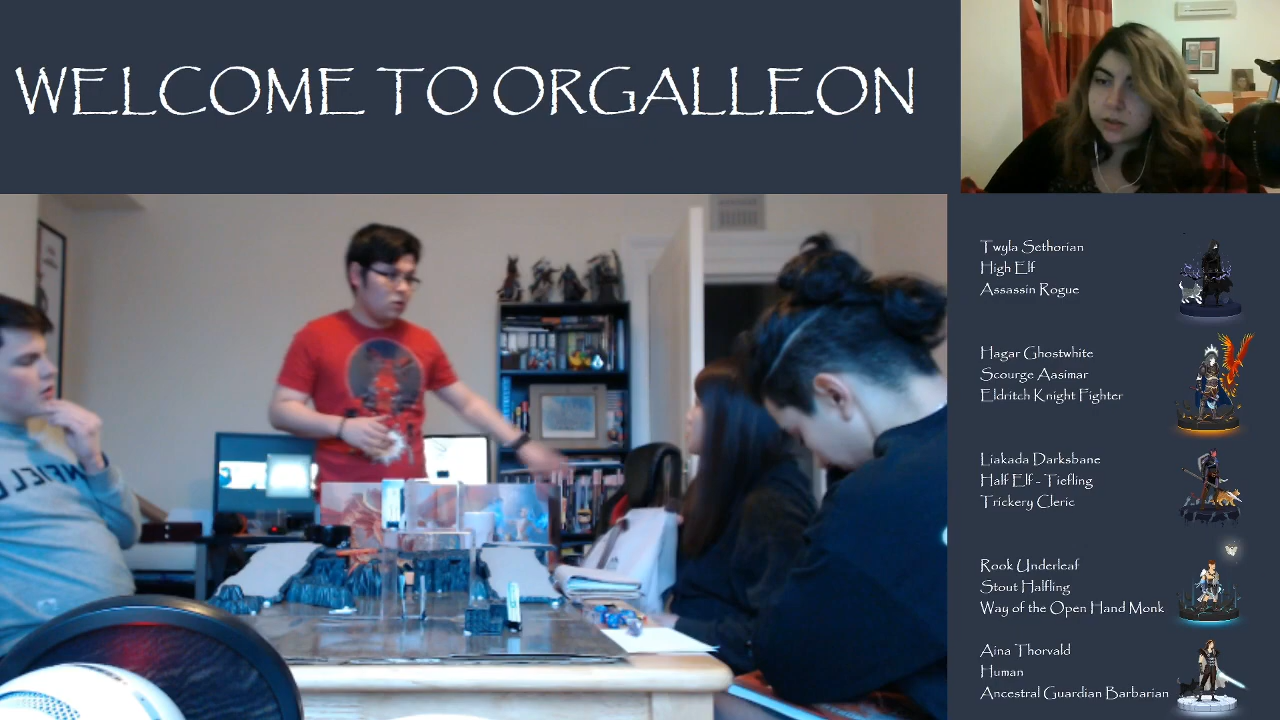 WELCOME TO ORGALLEON
Twyla Sethorian
High Elf
Assassin Rogue
Hagar Ghostwhite
Scourge Aasimar
Eldritch Knight Fighter
Liakada Darksbane
Half Elf - Tiefling
Trickery Cleric
Rook Underleaf
Stout Halfling
Way of the Open Hand Monk
Aina Thorvald
Human
Ancestral Guardian Barbarian